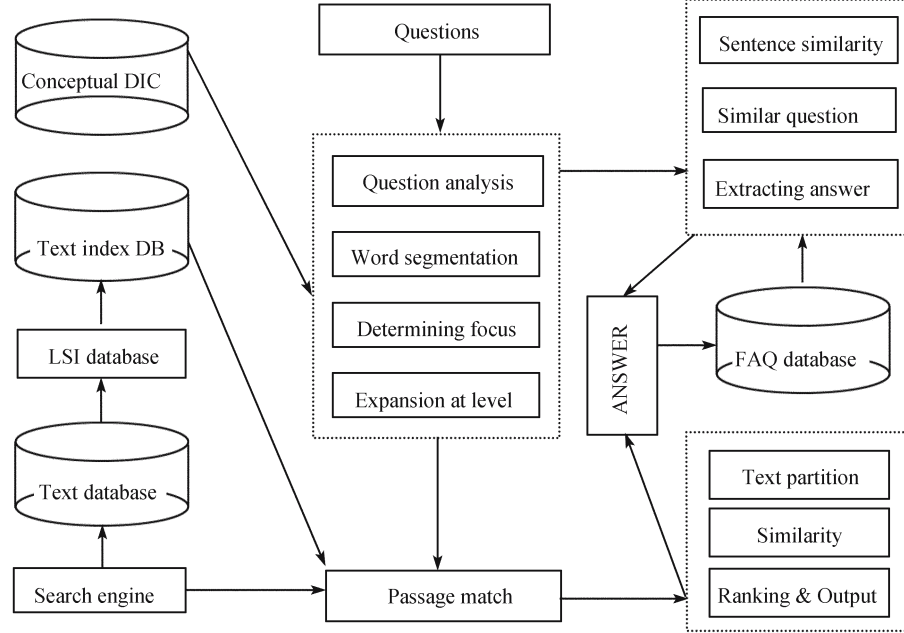 Questions
Conceptual DIC
Text index DB
LSI database
Text database
Search engine
Question analysis
Word segmentation
Determining focus
Expansion at level
Passage match
Sentence similarity
Similar question
Extracting answer
ANSWER
FAQ database
Text partition
Similarity
Ranking & Output